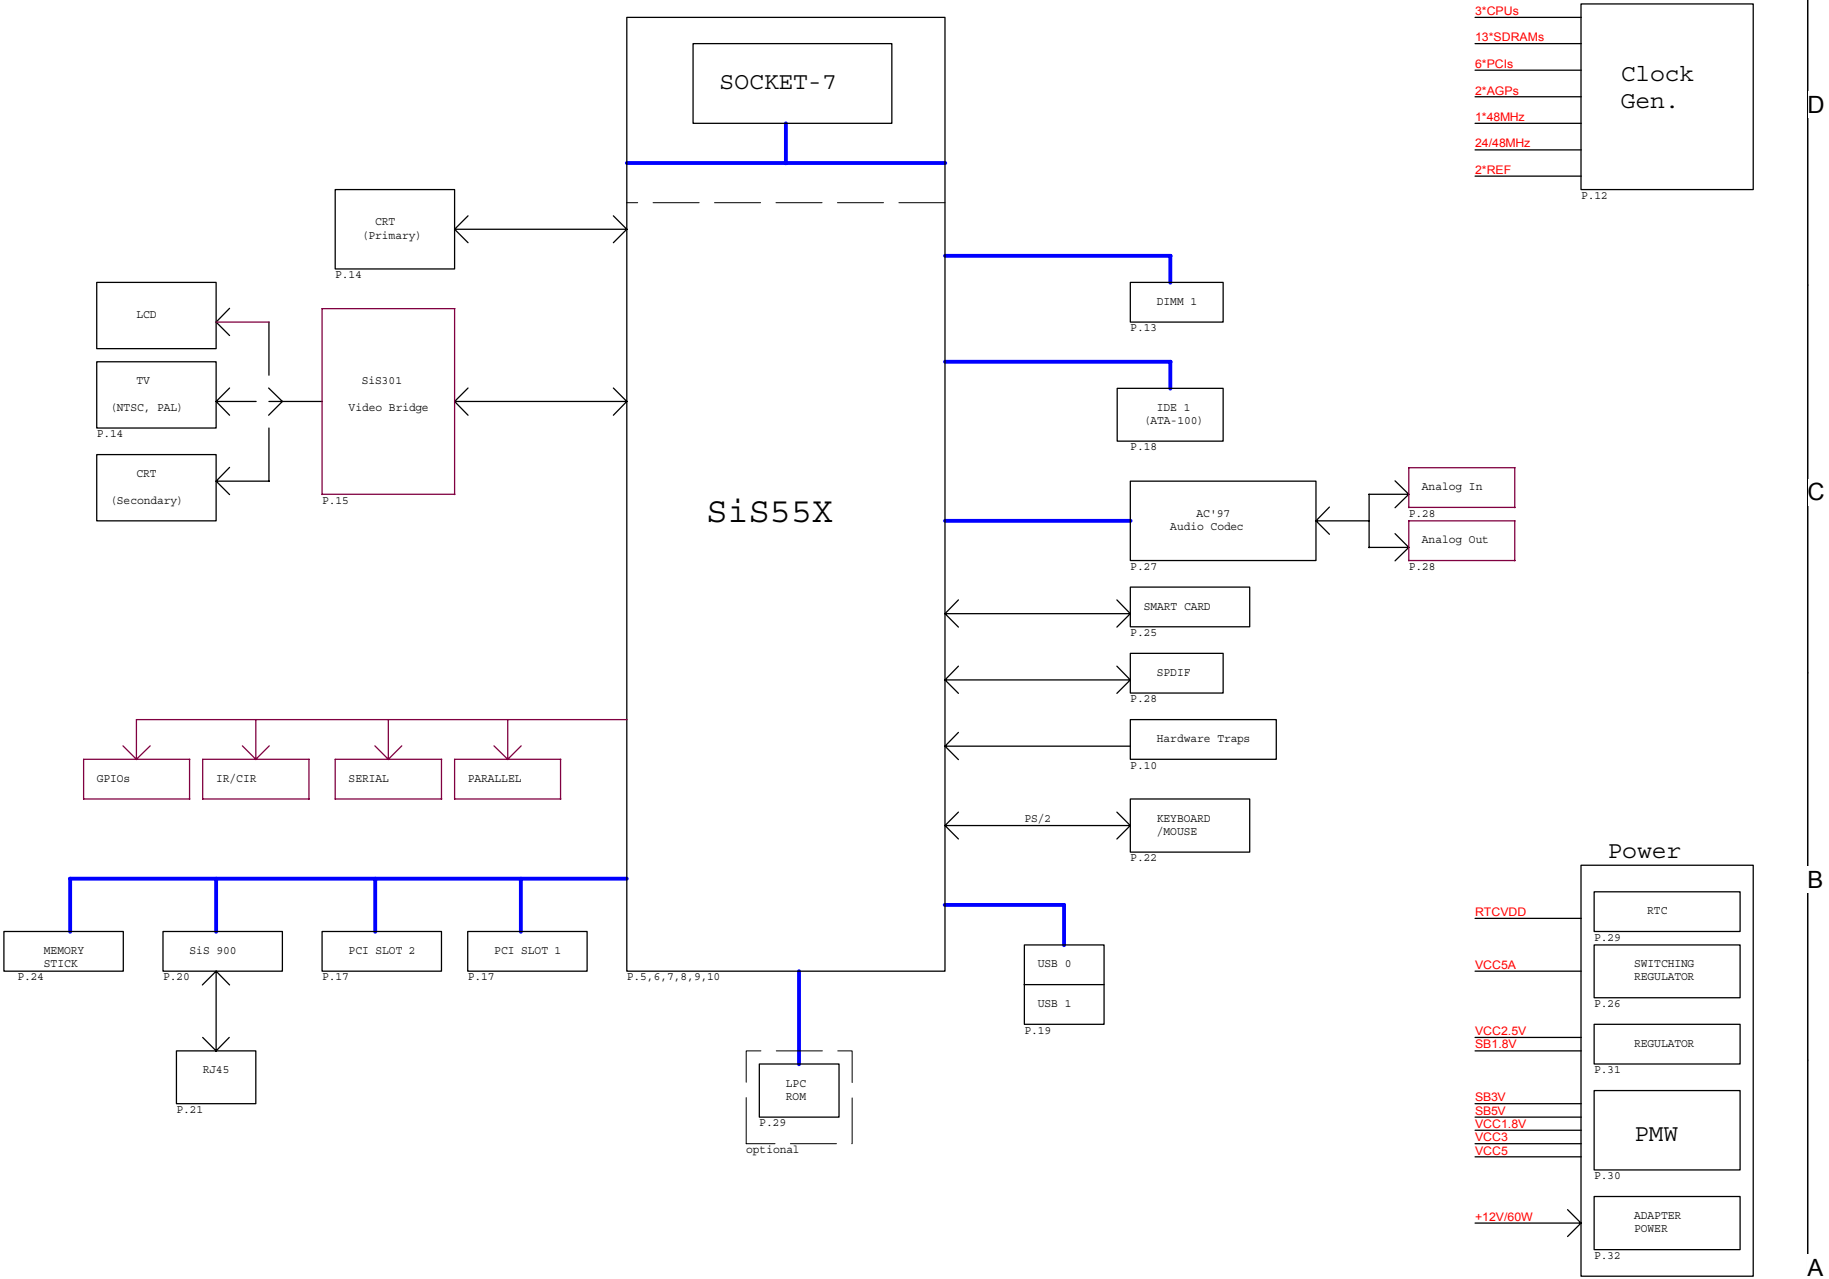 3*CPUs
13*SDRAMs
6*PCIs
2*AGPs
1*48MHz
24/48MHz
2*REF
Clock
Gen.
P.12
D
SOCKET-7
CRT
(Primary)
P.14
LCD
TV
(NTSC, PAL)
P.14
CRT
(Secondary)
SiS301
Video Bridge
P.15
SiS55X
P.5,6,7,8,9,10
DIMM 1
P.13
IDE 1
(ATA-100)
P.18
AC'97
Audio Codec
P.27
Analog In
P.28
Analog Out
P.28
C
SMART CARD
P.25
SPDIF
P.28
Hardware Traps
P.10
PS/2
KEYBOARD
/MOUSE
P.22
GPIOs
IR/CIR
SERIAL
PARALLEL
MEMORY
STICK
P.24
SiS 900
P.20
PCI SLOT 2
P.17
PCI SLOT 1
P.17
RJ45
P.21
USB 0
USB 1
P.19
LPC
ROM
P.29
optional
Power
B
RTCVDD
RTC
P.29
VCC5A
SWITCHING
REGULATOR
P.26
VCC2.5V
SB1.8V
REGULATOR
P.31
SB3V
SB5V
VCC1.8V
VCC3
VCC5
PMW
P.30
+12V/60W
ADAPTER
POWER
P.32
A